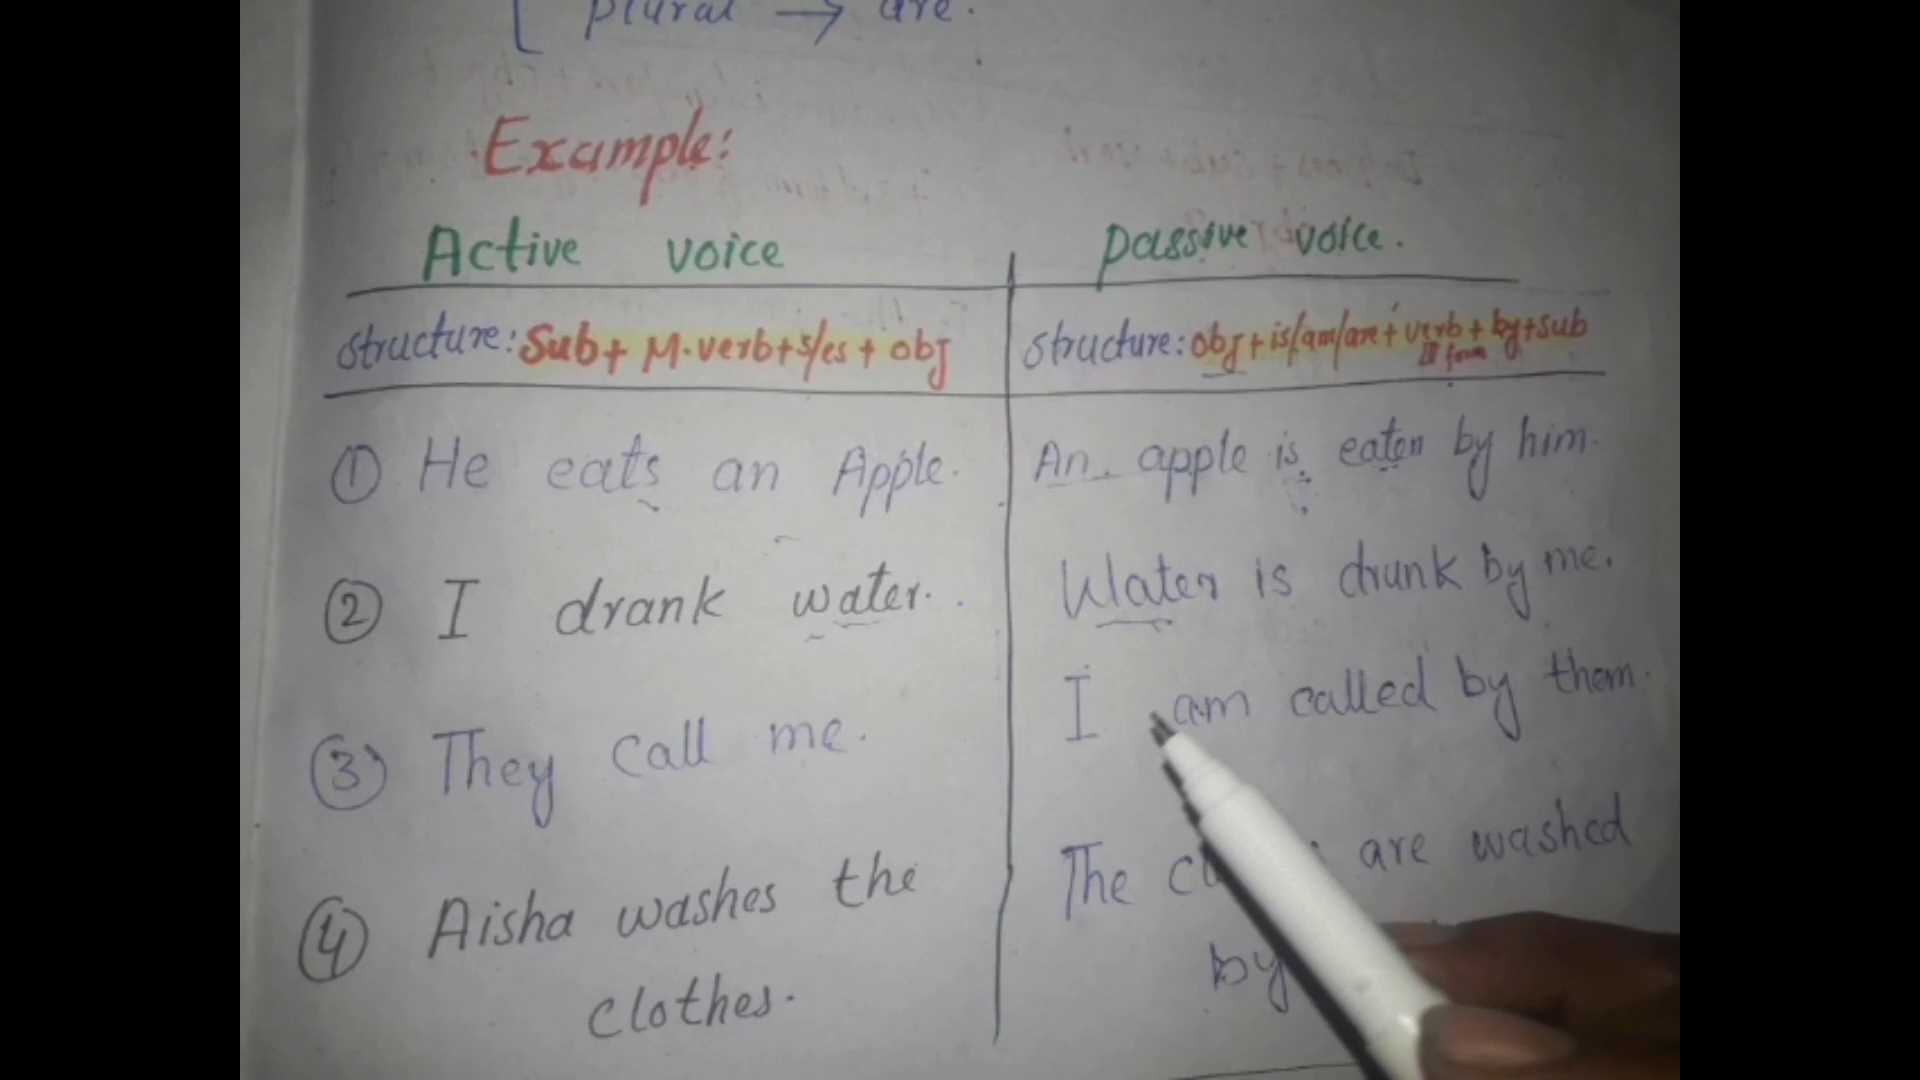 plural → are.
Example:
Active voice
passive voice.
structure: Sub + M.verb + s/es + obj
structure: obj + is/am/are + verb + by + sub
III form
① He eats an Apple.
An apple is eaten by him.
② I drank water.
Water is drunk by me.
③ They call me.
I am called by them.
④ Aisha washes the
clothes.
The are washed
by